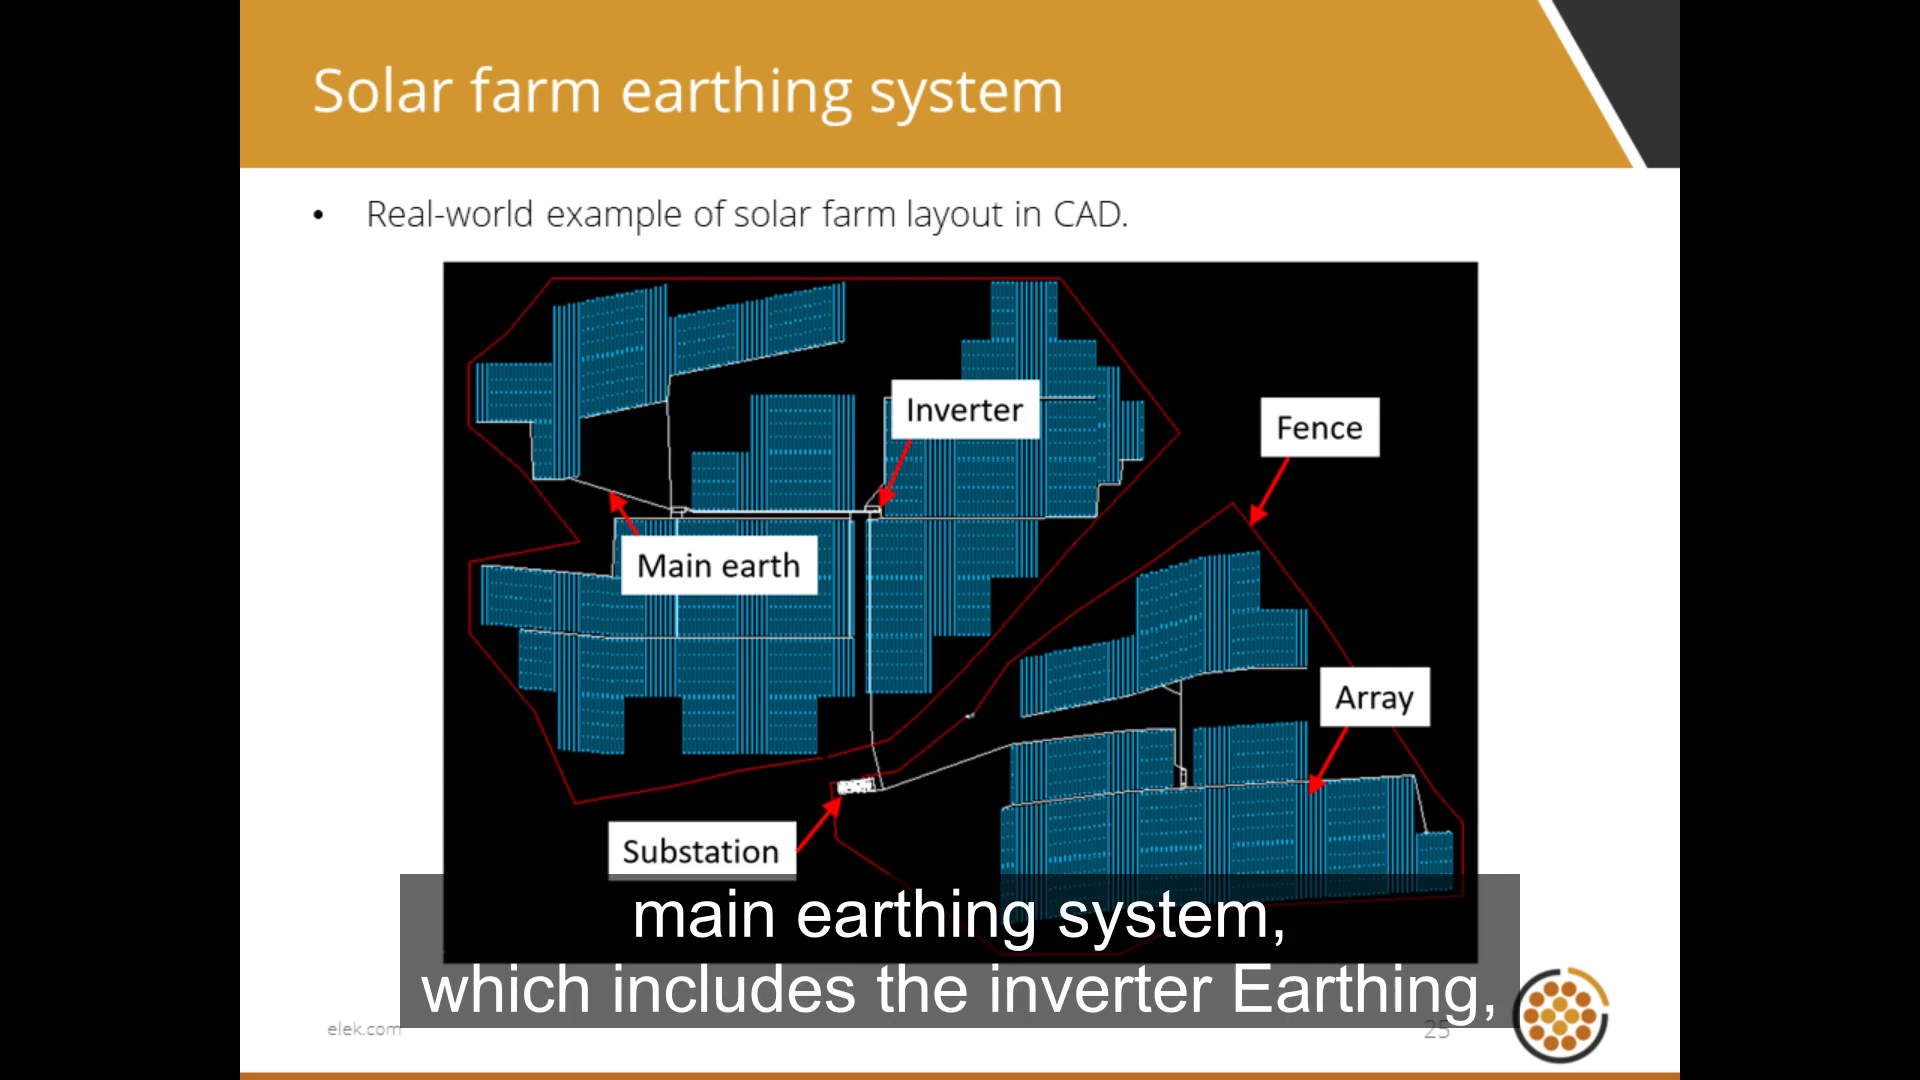 Solar farm earthing system
• Real-world example of solar farm layout in CAD.
Inverter
Fence
Main earth
Array
Substation
main earthing system,
which includes the inverter Earthing,
elek.com
25